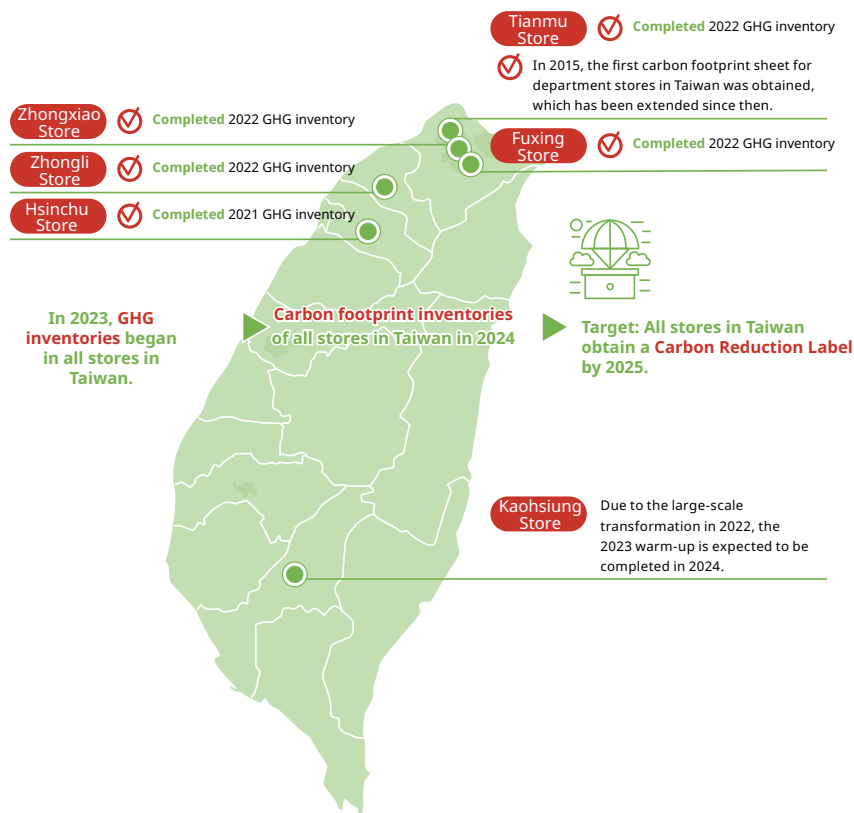 Tianmu
Store
Completed 2022 GHG inventory
In 2015, the first carbon footprint sheet for
department stores in Taiwan was obtained,
which has been extended since then.
Zhongxiao
Store
Completed 2022 GHG inventory
Fuxing
Store
Completed 2022 GHG inventory
Zhongli
Store
Completed 2022 GHG inventory
Hsinchu
Store
Completed 2021 GHG inventory
In 2023, GHG
inventories began
in all stores in
Taiwan.
Carbon footprint inventories
of all stores in Taiwan in 2024
Target: All stores in Taiwan
obtain a Carbon Reduction Label
by 2025.
Kaohsiung
Store
Due to the large-scale
transformation in 2022, the
2023 warm-up is expected to be
completed in 2024.